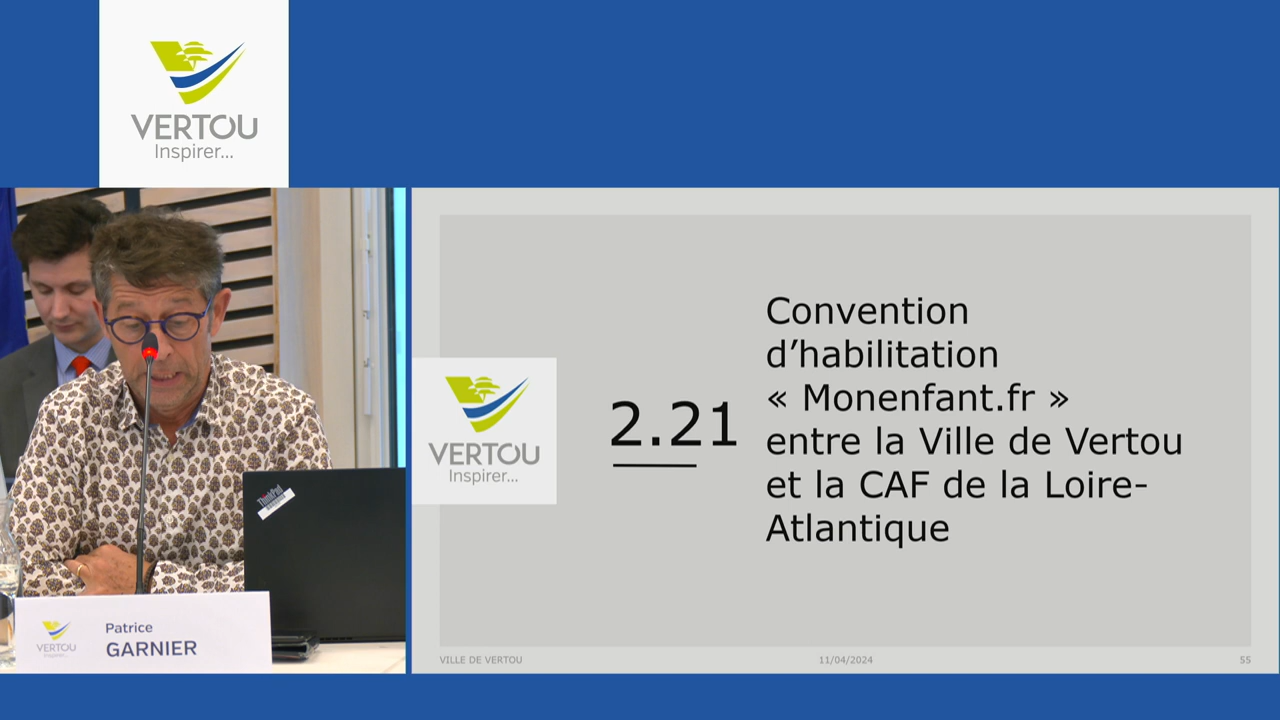 VERTOU
Inspirer...
2.21
Convention
d’habilitation
« Monenfant.fr »
entre la Ville de Vertou
et la CAF de la Loire-
Atlantique
VERTOU
Inspirer...
ThinkPad
VERTOU
Inspirer...
Patrice
GARNIER
VILLE DE VERTOU
11/04/2024
55